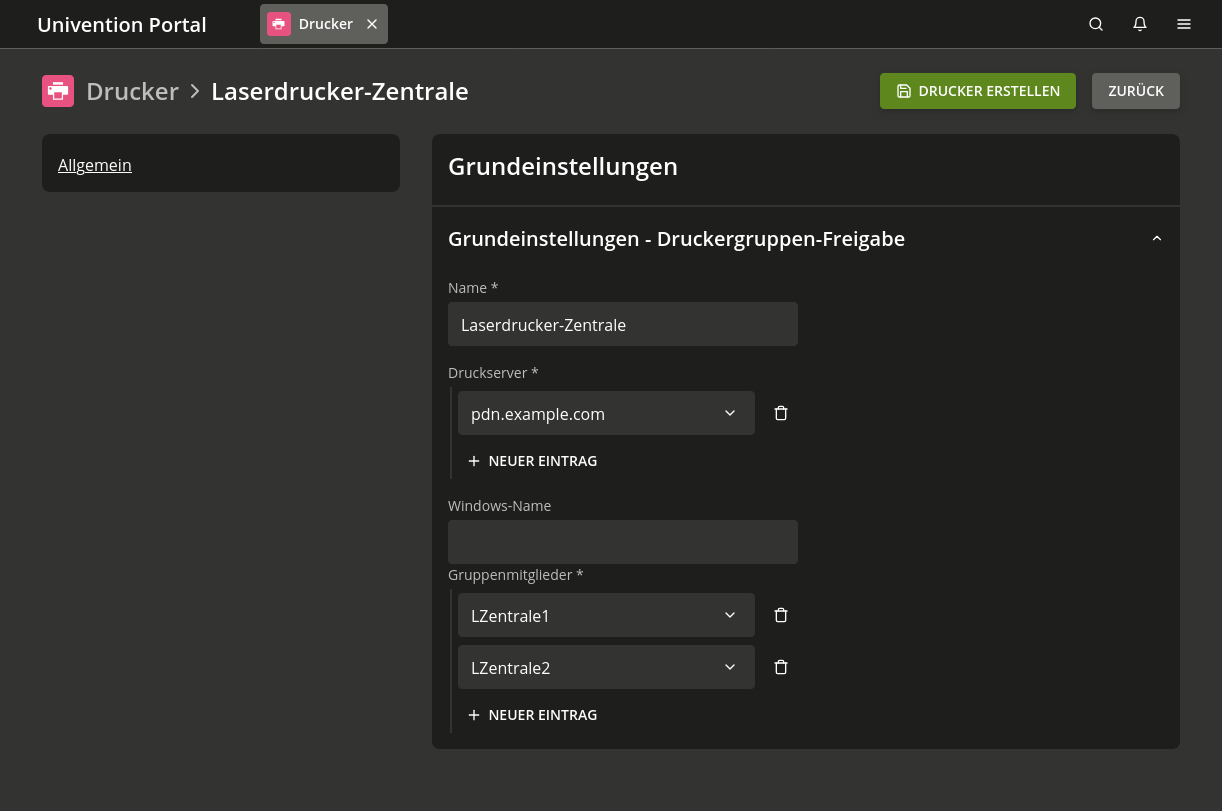 Univention Portal
Drucker
Drucker > Laserdrucker-Zentrale
DRUCKER ERSTELLEN
ZURÜCK
Allgemein
Grundeinstellungen
Grundeinstellungen - Druckergruppen-Freigabe
Name *
Laserdrucker-Zentrale
Druckserver *
pdn.example.com
+ NEUER EINTRAG
Windows-Name
Gruppenmitglieder *
LZentrale1
LZentrale2
+ NEUER EINTRAG